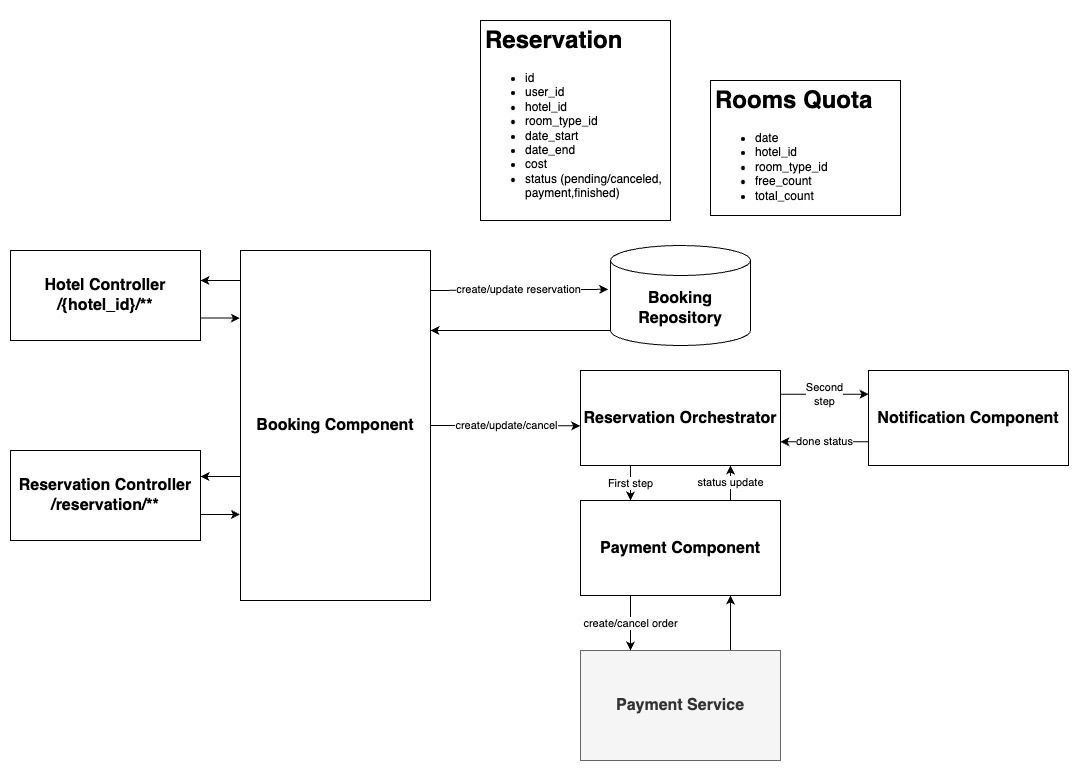 Reservation
id
user_id
hotel_id
room_type_id
date_start
date_end
cost
status (pending/canceled,
payment,finished)
Rooms Quota
date
hotel_id
room_type_id
free_count
total_count
Hotel Controller
/{hotel_id}/**
Reservation Controller
/reservation/**
Booking Component
create/update reservation
Booking
Repository
create/update/cancel
Reservation Orchestrator
Second
step
done status
Notification Component
First step
status update
Payment Component
create/cancel order
Payment Service